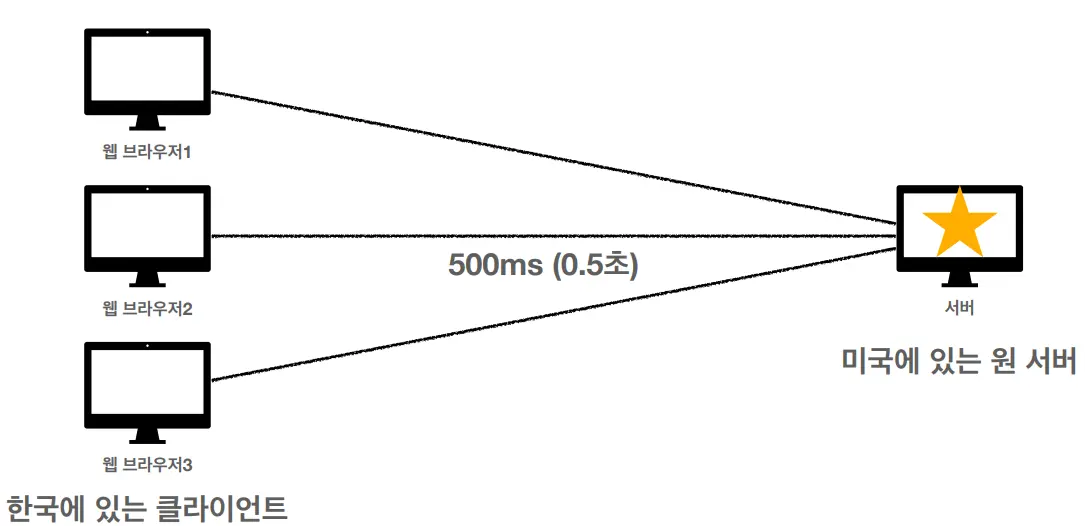 웹 브라우저1
웹 브라우저2
500ms (0.5초)
서버
미국에 있는 원 서버
웹 브라우저3
한국에 있는 클라이언트